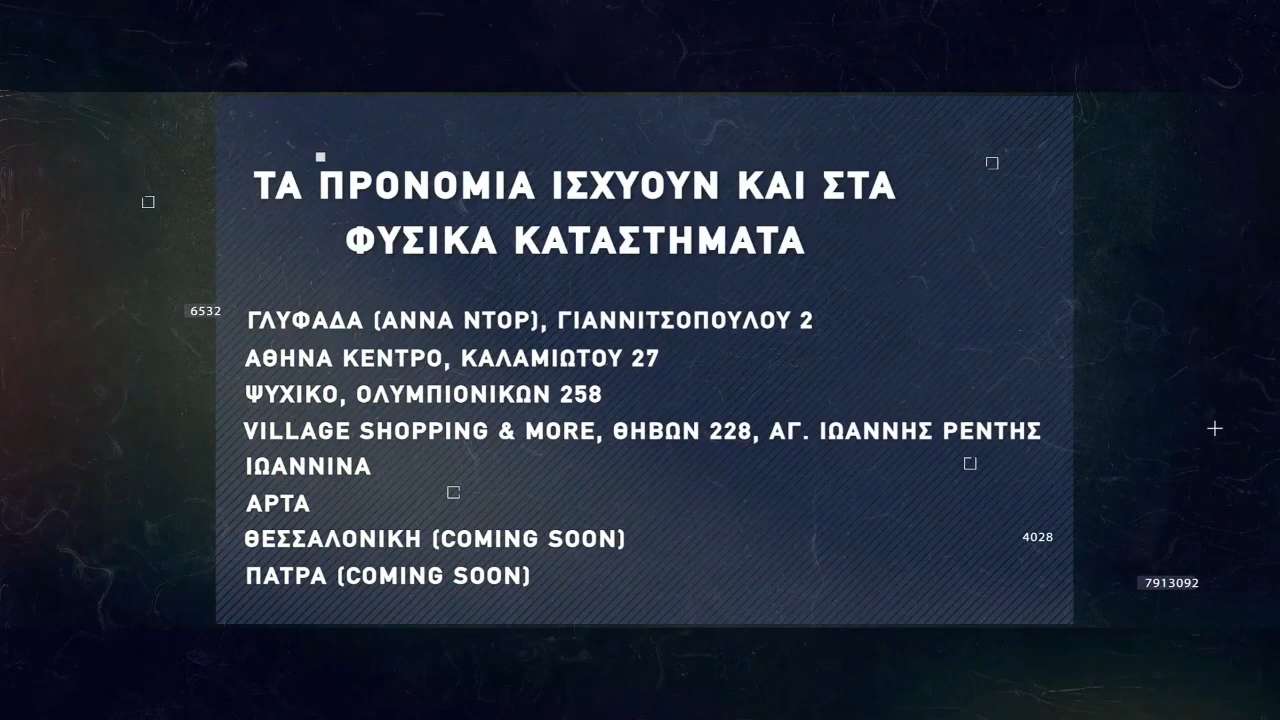 ΤΑ ΠΡΟΝΟΜΙΑ ΙΣΧΥΟΥΝ ΚΑΙ ΣΤΑ
ΦΥΣΙΚΑ ΚΑΤΑΣΤΗΜΑΤΑ
6532
ΓΛΥΦΑΔΑ (ΑΝΝΑ ΝΤΟΡ), ΓΙΑΝΝΙΤΣΟΠΟΥΛΟΥ 2
ΑΘΗΝΑ ΚΕΝΤΡΟ, ΚΑΛΑΜΙΩΤΟΥ 27
ΨΥΧΙΚΟ, ΟΛΥΜΠΙΟΝΙΚΩΝ 258
VILLAGE SHOPPING & MORE, ΘΗΒΩΝ 228, ΑΓ. ΙΩΑΝΝΗΣ ΡΕΝΤΗΣ
ΙΩΑΝΝΙΝΑ
ΑΡΤΑ
ΘΕΣΣΑΛΟΝΙΚΗ (COMING SOON)
4028
ΠΑΤΡΑ (COMING SOON)
7913092